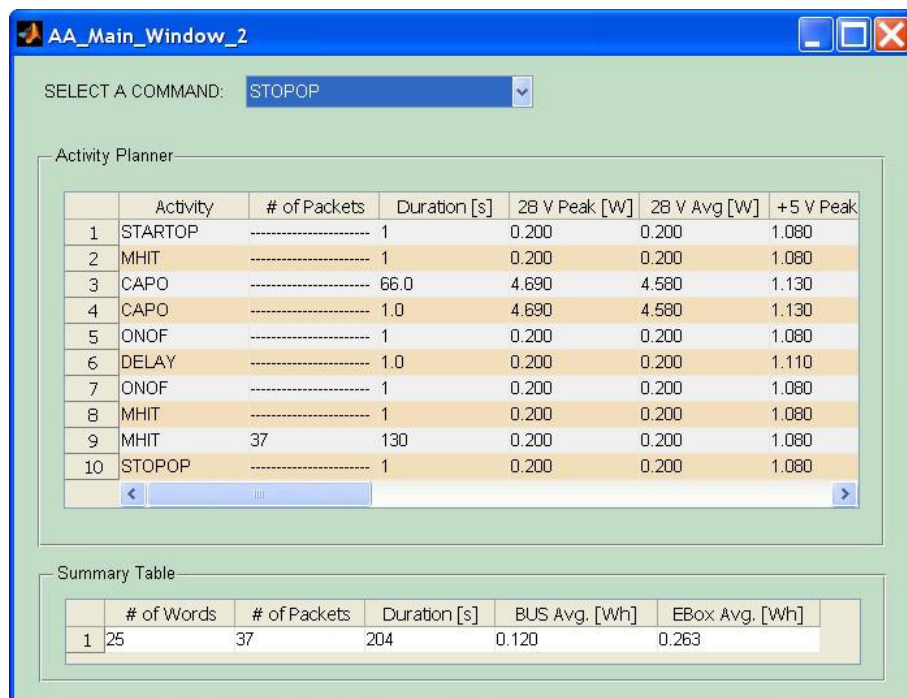 AA_Main_Window_2
SELECT A COMMAND: STOPOP
Activity Planner
Activity # of Packets Duration [s] 28 V Peak [W] 28 V Avg [W] +5 V Peak
1 STARTOP ----------------------- 1 0.200 0.200 1.080
2 MHIT ----------------------- 1 0.200 0.200 1.080
3 CAPO ----------------------- 66.0 4.690 4.580 1.130
4 CAPO ----------------------- 1.0 4.690 4.580 1.130
5 ONOF ----------------------- 1 0.200 0.200 1.080
6 DELAY ----------------------- 1.0 0.200 0.200 1.110
7 ONOF ----------------------- 1 0.200 0.200 1.080
8 MHIT ----------------------- 1 0.200 0.200 1.080
9 MHIT 37 130 0.200 0.200 1.080
10 STOPOP ----------------------- 1 0.200 0.200 1.080
Summary Table
# of Words # of Packets Duration [s] BUS Avg. [Wh] EBox Avg. [Wh]
1 25 37 204 0.120 0.263